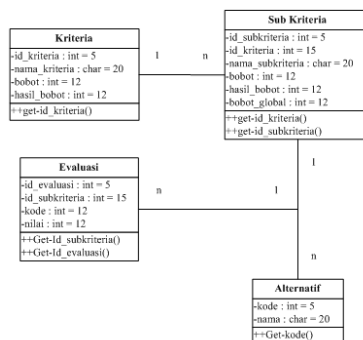 Kriteria
-id_kriteria : int = 5
-nama_kriteria : char = 20
-bobot : int = 12
-hasil_bobot : int = 12
++get-id_kriteria()
1
n
Sub Kriteria
-id_subkriteria : int = 5
-id_kriteria : int = 15
-nama_subkriteria : char = 20
-bobot : int = 12
-hasil_bobot : int = 12
-bobot_global : int = 12
++get-id_kriteria()
++get-id_subkriteria()
1
Evaluasi
-id_evaluasi : int = 5
-id_subkriteria : int = 15
-kode : int = 12
-nilai : int = 12
++Get-Id_subkriteria()
++Get-Id_evaluasi()
n
1
n
Alternatif
-kode : int = 5
-nama : char = 20
++Get-kode()